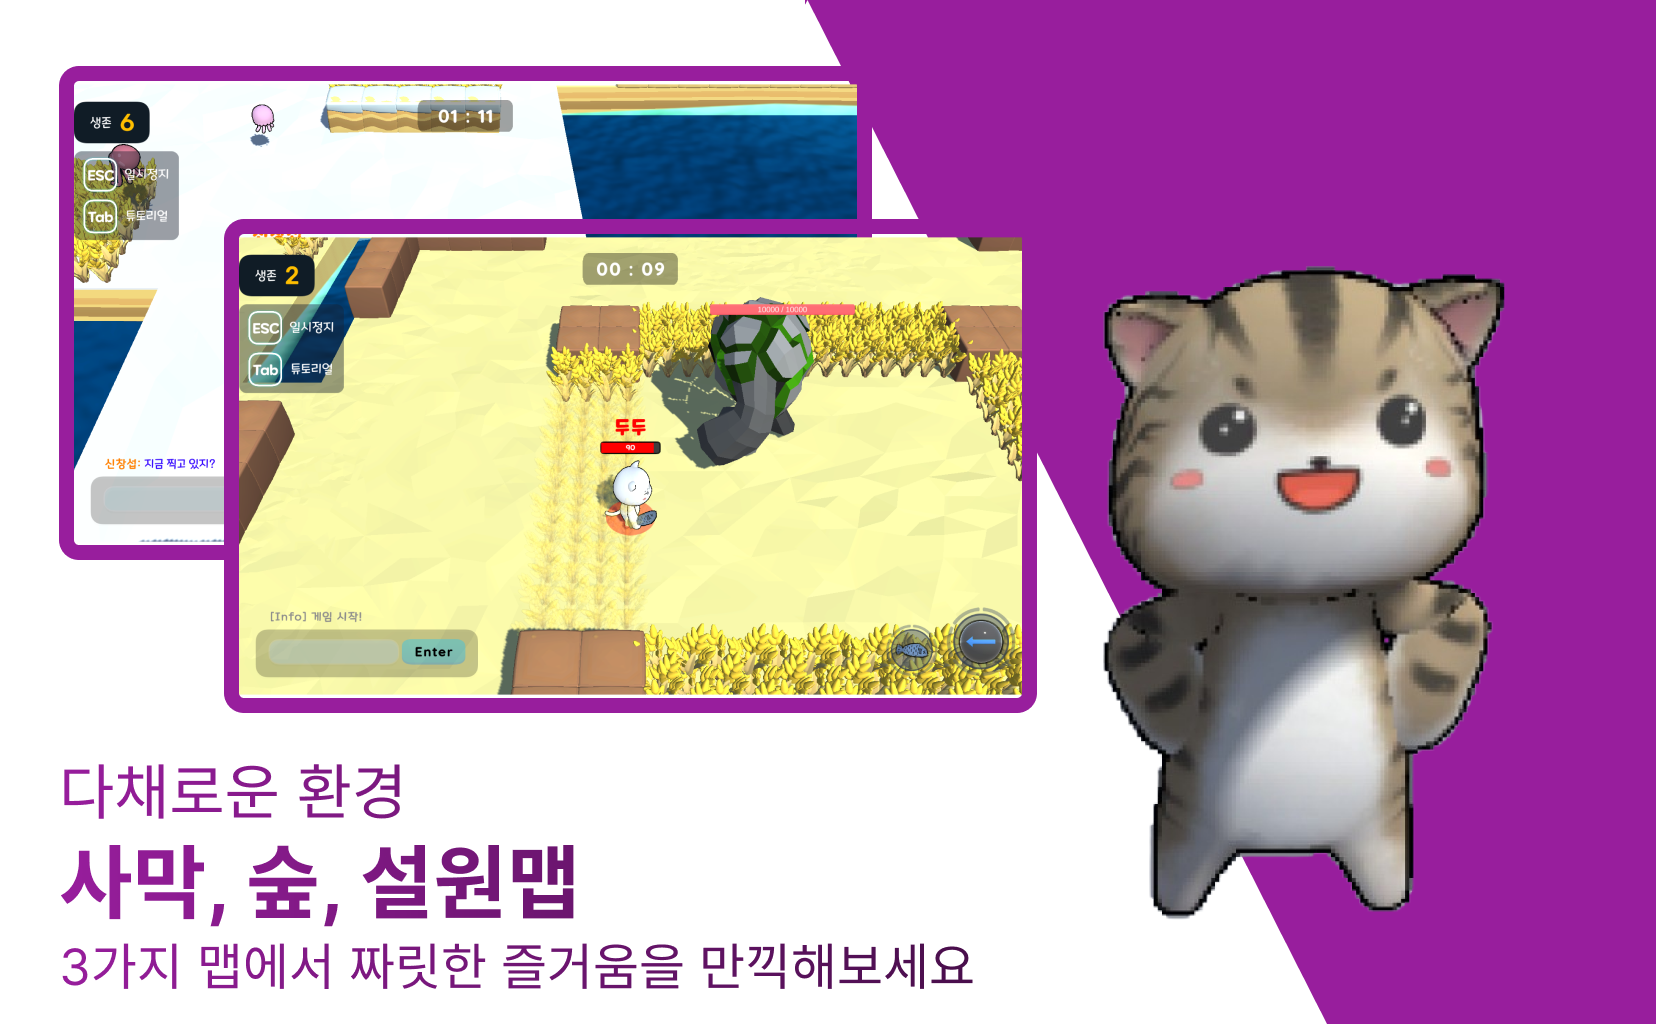 생존 6
01 : 11
ESC 일시정지
Tab 튜토리얼
신창섭: 지금 찍고 있지?
생존 2
00 : 09
ESC 일시정지
Tab 튜토리얼
10000 / 10000
두두
90
[Info] 게임 시작!
Enter
다채로운 환경
사막, 숲, 설원맵
3가지 맵에서 짜릿한 즐거움을 만끽해보세요